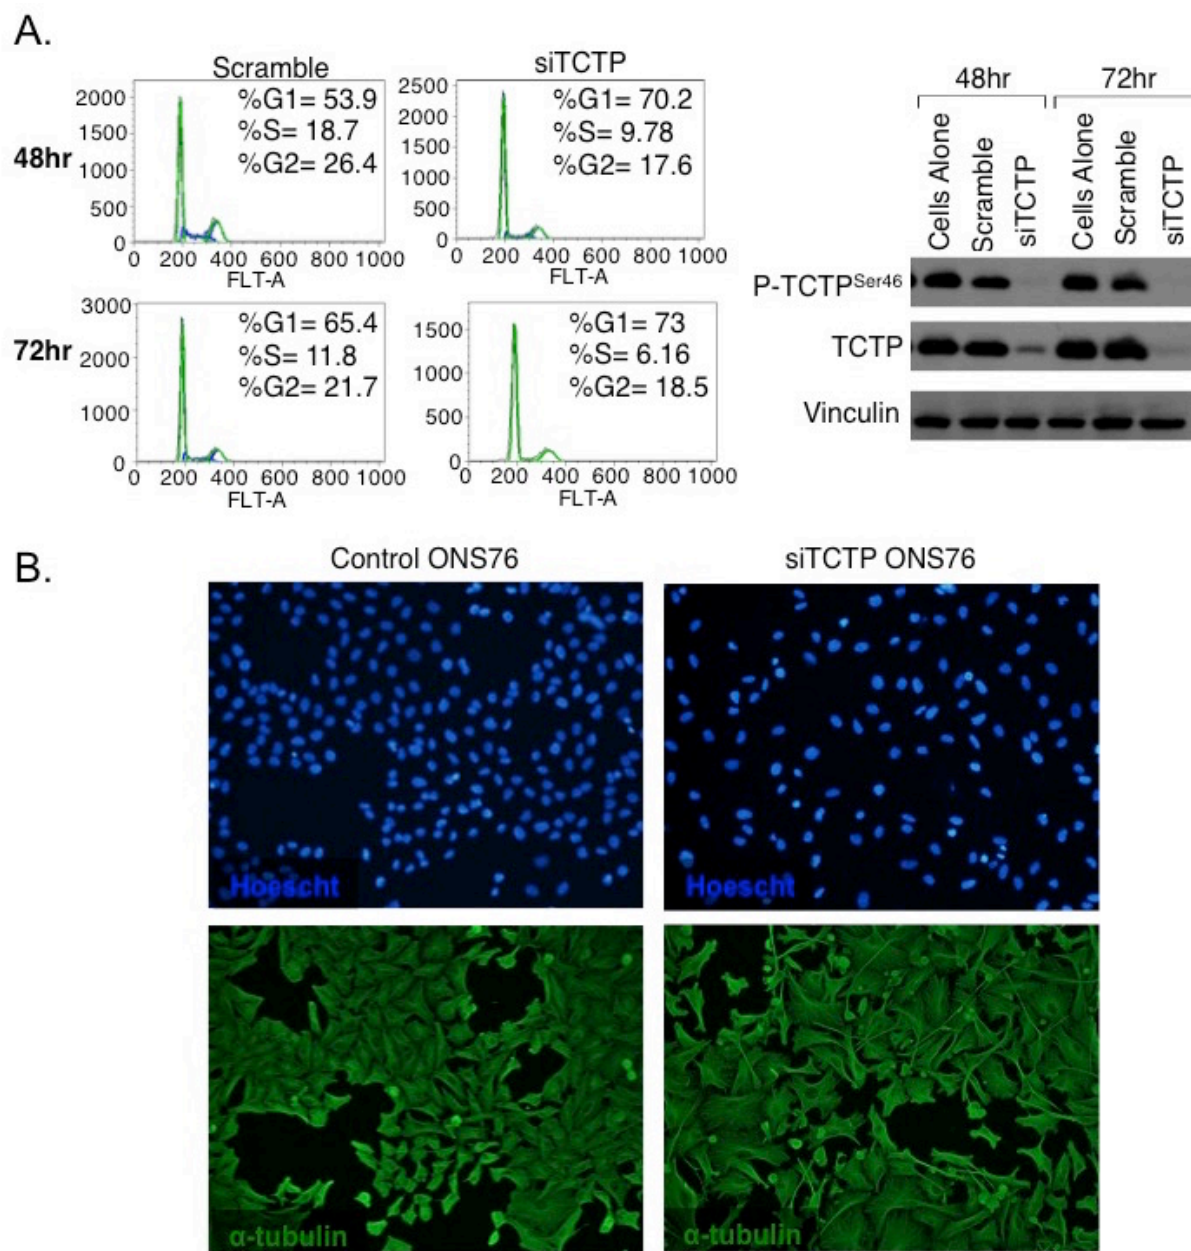 A.
Scramble
siTCTP
48hr
2000
1500
1000
500
0
%G1= 53.9
%S= 18.7
%G2= 26.4
0 200 400 600 800 1000
FLT-A
2500
2000
1500
1000
500
0
%G1= 70.2
%S= 9.78
%G2= 17.6
0 200 400 600 800 1000
FLT-A
72hr
3000
2000
1000
0
%G1= 65.4
%S= 11.8
%G2= 21.7
0 200 400 600 800 1000
FLT-A
1500
1000
500
0
%G1= 73
%S= 6.16
%G2= 18.5
0 200 400 600 800 1000
FLT-A
48hr 72hr
Cells Alone
Scramble
siTCTP
Cells Alone
Scramble
siTCTP
P-TCTPSer46
TCTP
Vinculin
B.
Control ONS76
siTCTP ONS76
Hoescht
Hoescht
α-tubulin
α-tubulin